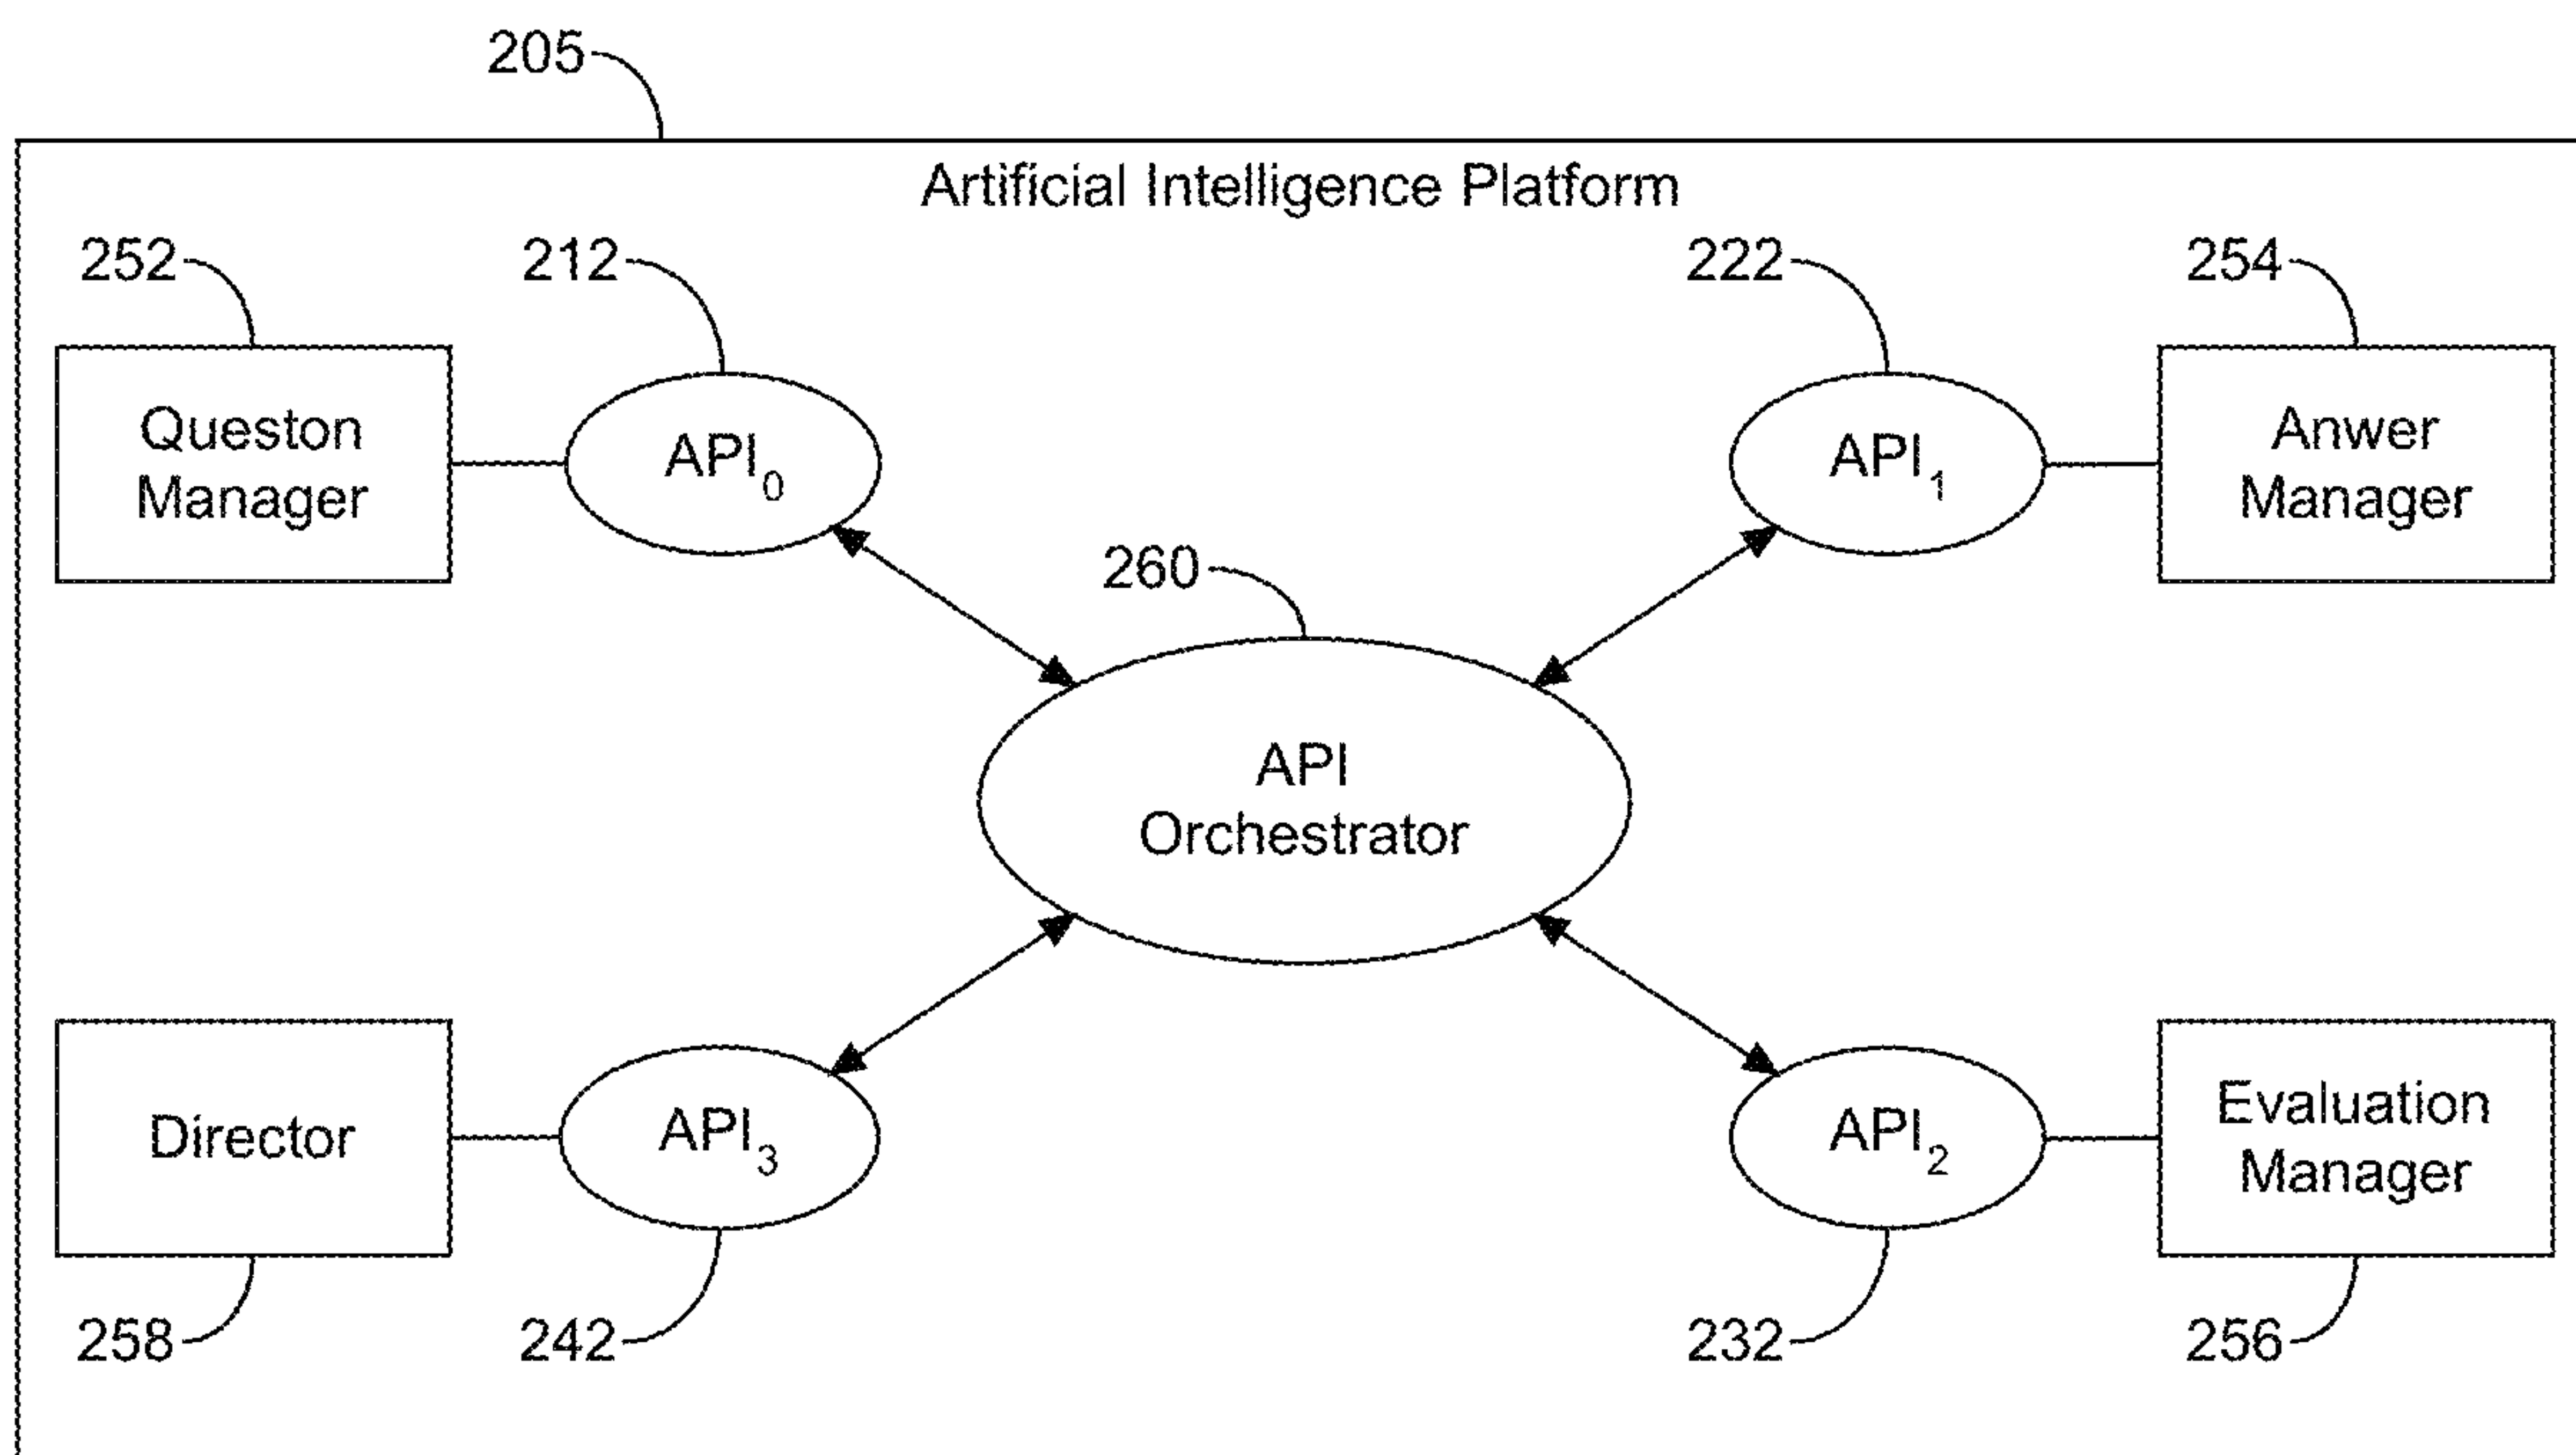 205
Artificial Intelligence Platform
252
212
222
254
Queston
Manager
API0
API1
Anwer
Manager
260
API
Orchestrator
Director
API3
API2
Evaluation
Manager
258
242
232
256